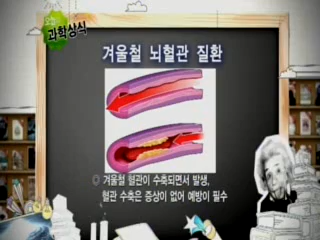 과학상식
겨울철 뇌혈관 질환
◎ 겨울철 혈관이 수축되면서 발생,
혈관 수축은 증상이 없어 예방이 필수